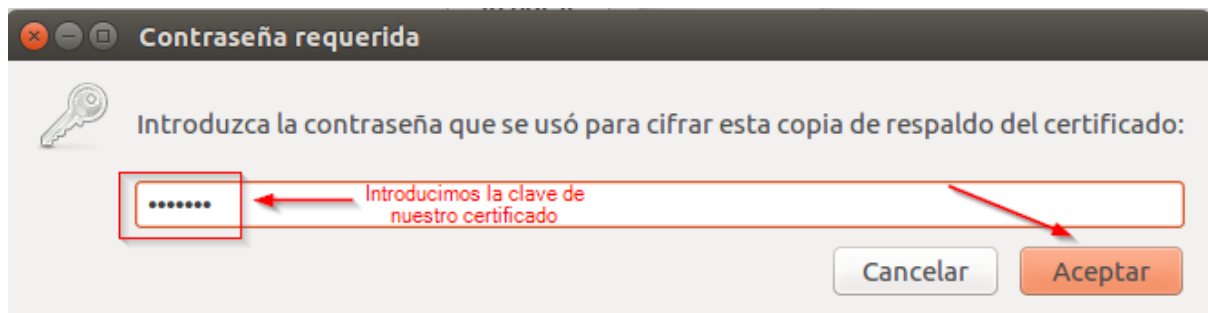 Contraseña requerida
Introduzca la contraseña que se usó para cifrar esta copia de respaldo del certificado:
•••••••
Introducimos la clave de
nuestro certificado
Cancelar
Aceptar